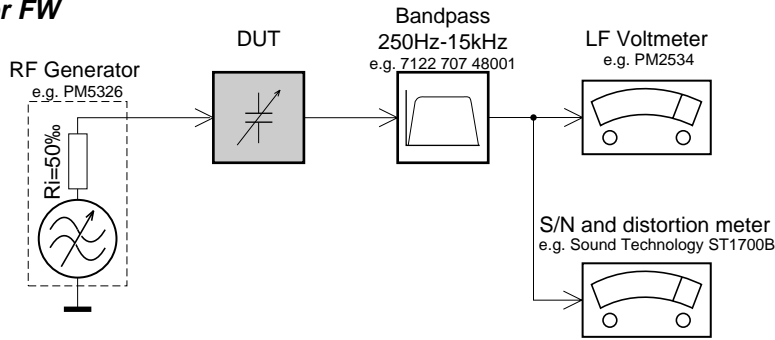 r FW
RF Generator
e.g. PM5326
Ri=50‰
DUT
Bandpass
250Hz-15kHz
e.g. 7122 707 48001
LF Voltmeter
e.g. PM2534
S/N and distortion meter
e.g. Sound Technology ST1700B